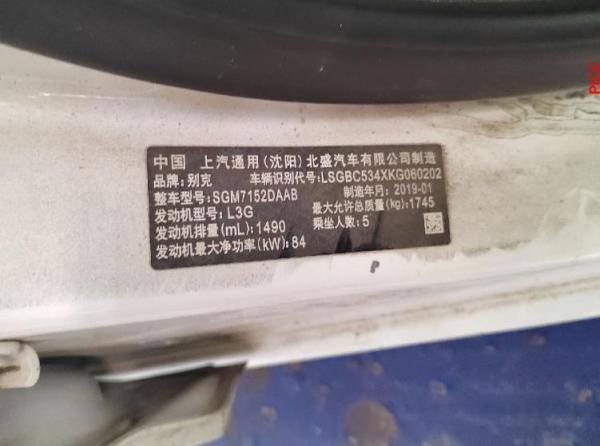 中国 上汽通用(沈阳)北盛汽车有限公司制造
品牌:别克 车辆识别代号:LSGBC534XKG060202
整车型号:SGM7152DAAB 制造年月:2019-01
发动机型号:L3G 最大允许总质量(kg):1745
发动机排量(mL):1490 乘坐人数:5
发动机最大净功率(kW):84